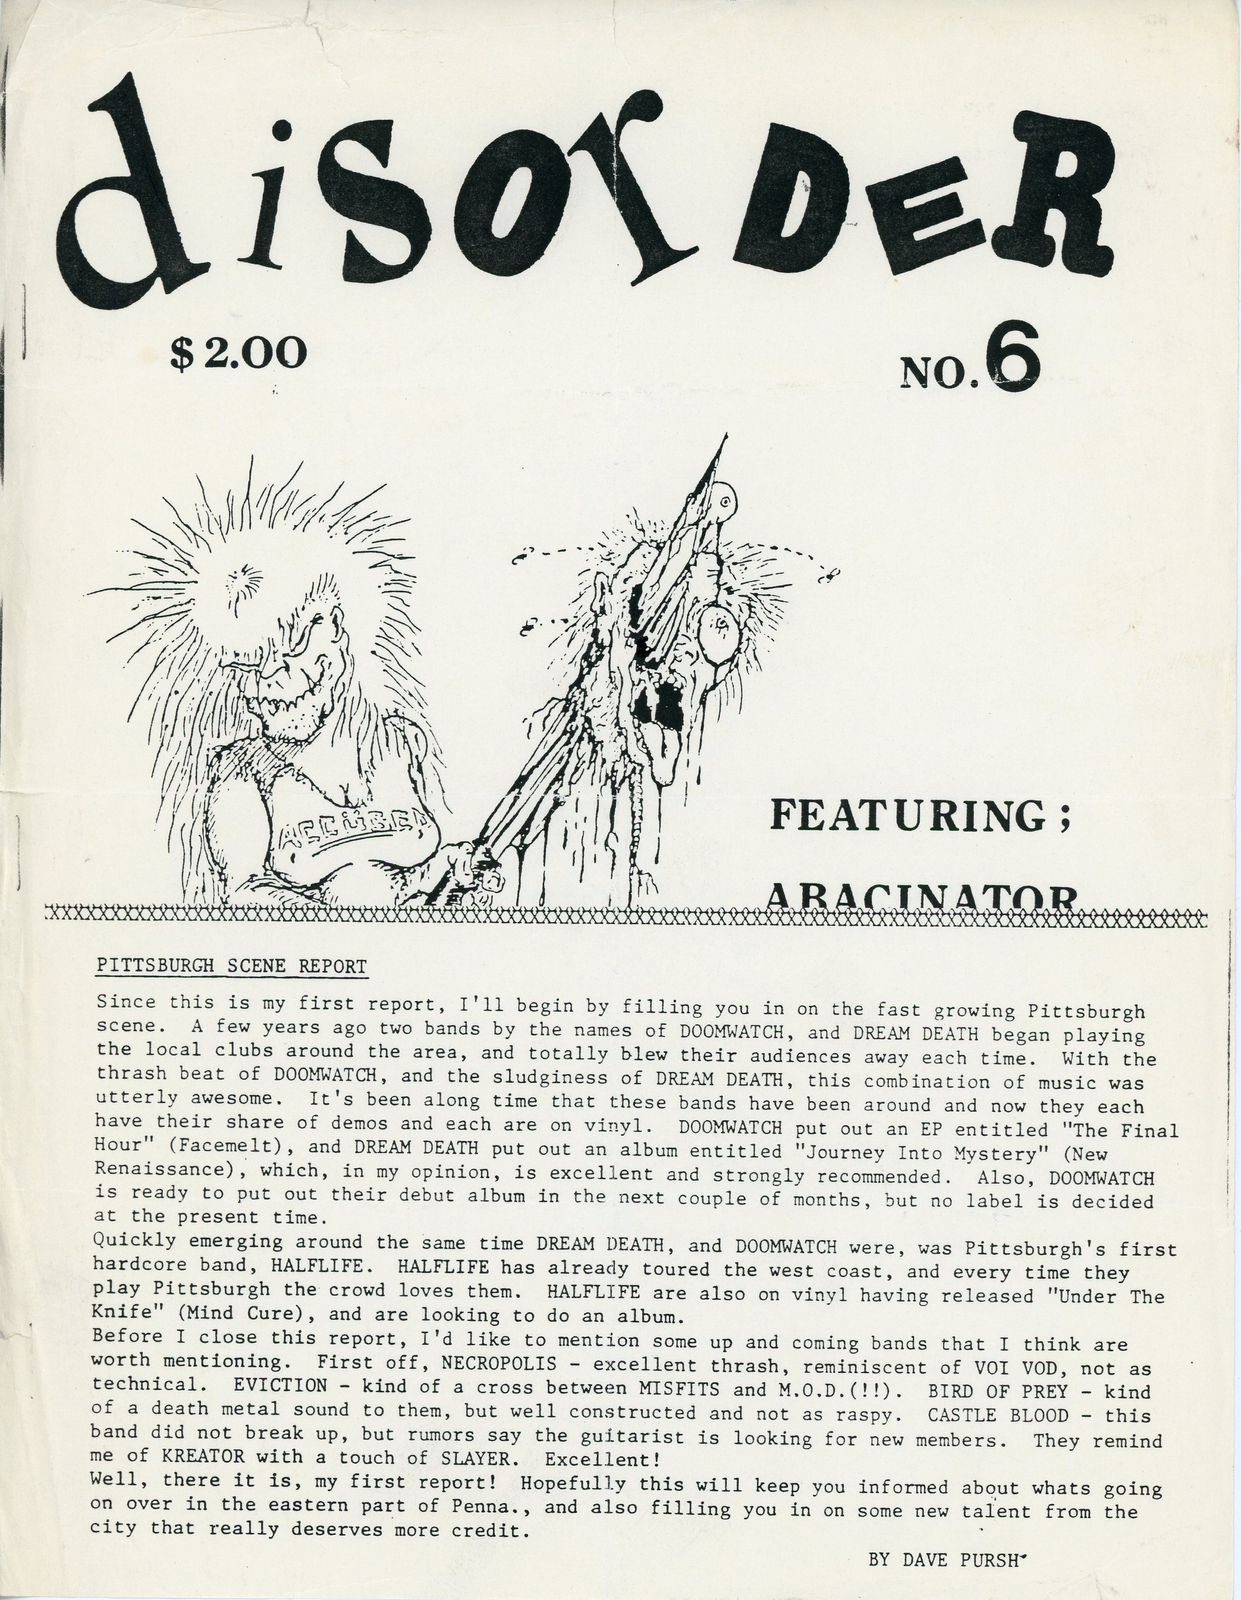 disorDER
$2.00
NO.6
ACCÜSED
FEATURING;
ABACINATOR
PITTSBURGH SCENE REPORT
Since this is my first report, I'll begin by filling you in on the fast growing Pittsburgh
scene. A few years ago two bands by the names of DOOMWATCH, and DREAM DEATH began playing
the local clubs around the area, and totally blew their audiences away each time. With the
thrash beat of DOOMWATCH, and the sludginess of DREAM DEATH, this combination of music was
utterly awesome. It's been along time that these bands have been around and now they each
have their share of demos and each are on vinyl. DOOMWATCH put out an EP entitled "The Final
Hour" (Facemelt), and DREAM DEATH put out an album entitled "Journey Into Mystery" (New
Renaissance), which, in my opinion, is excellent and strongly recommended. Also, DOOMWATCH
is ready to put out their debut album in the next couple of months, but no label is decided
at the present time.
Quickly emerging around the same time DREAM DEATH, and DOOMWATCH were, was Pittsburgh's first
hardcore band, HALFLIFE. HALFLIFE has already toured the west coast, and every time they
play Pittsburgh the crowd loves them. HALFLIFE are also on vinyl having released "Under The
Knife" (Mind Cure), and are looking to do an album.
Before I close this report, I'd like to mention some up and coming bands that I think are
worth mentioning. First off, NECROPOLIS - excellent thrash, reminiscent of VOI VOD, not as
technical. EVICTION - kind of a cross between MISFITS and M.O.D.(!!). BIRD OF PREY - kind
of a death metal sound to them, but well constructed and not as raspy. CASTLE BLOOD - this
band did not break up, but rumors say the guitarist is looking for new members. They remind
me of KREATOR with a touch of SLAYER. Excellent!
Well, there it is, my first report! Hopefully this will keep you informed about whats going
on over in the eastern part of Penna., and also filling you in on some new talent from the
city that really deserves more credit.
BY DAVE PURSH